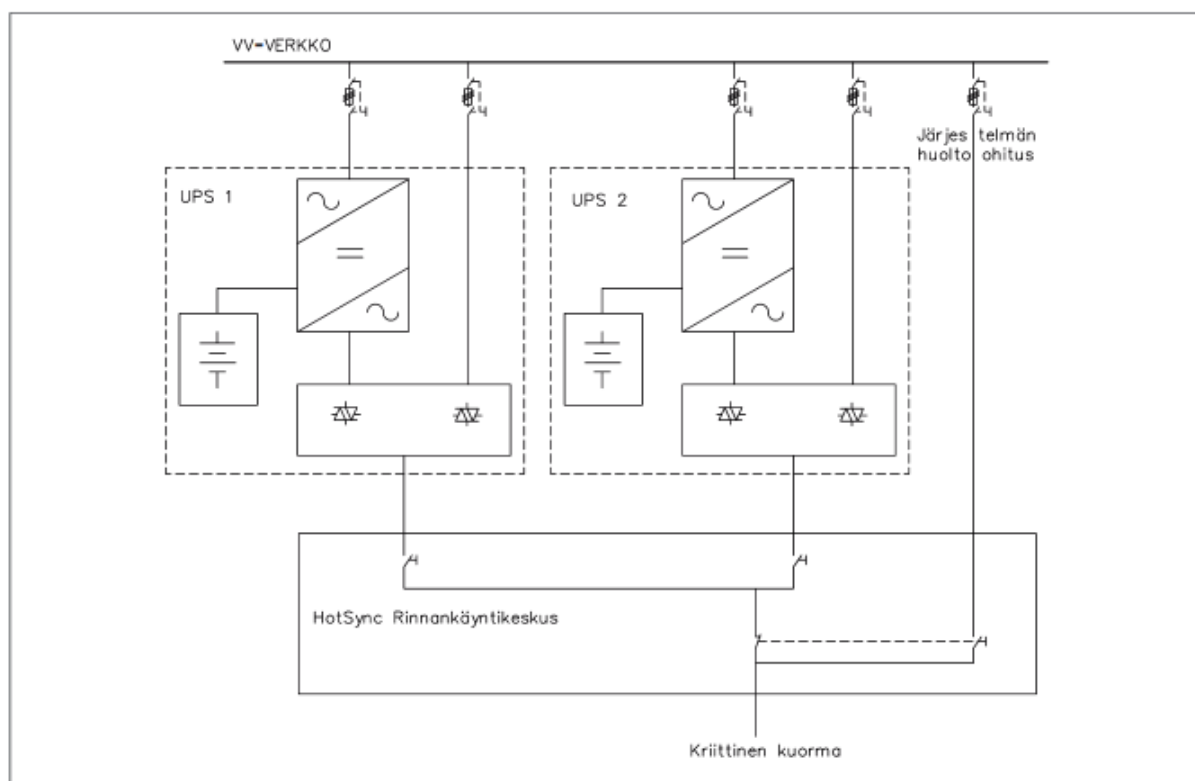 VV-VERKKO
Järjes telmän
huolto ohitus
UPS 1
UPS 2
HotSync Rinnankäyntikeskus
Kriittinen kuorma